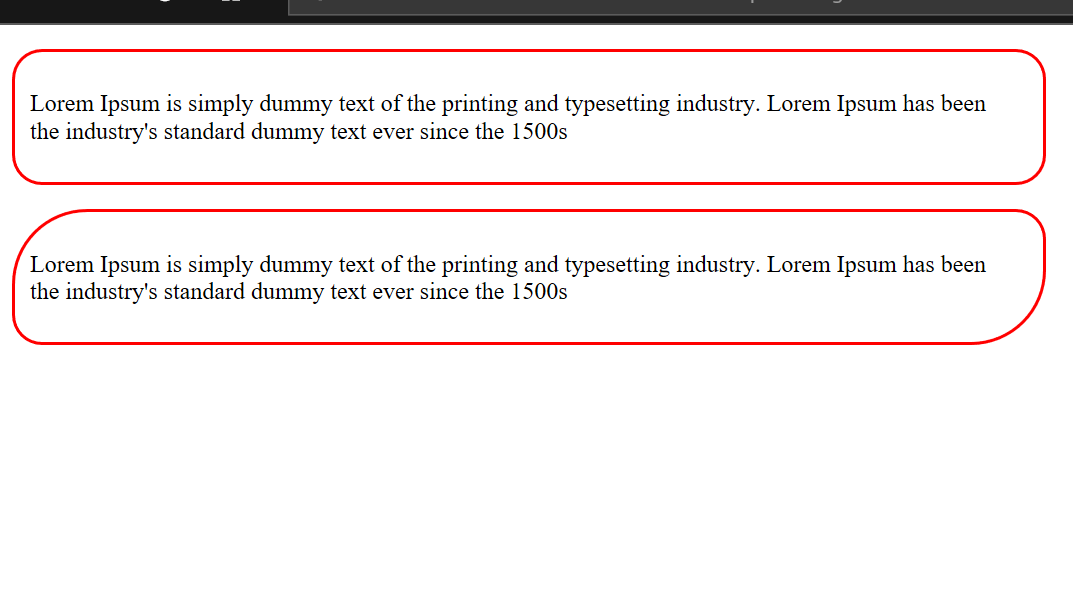 Lorem Ipsum is simply dummy text of the printing and typesetting industry. Lorem Ipsum has been
the industry's standard dummy text ever since the 1500s
Lorem Ipsum is simply dummy text of the printing and typesetting industry. Lorem Ipsum has been
the industry's standard dummy text ever since the 1500s